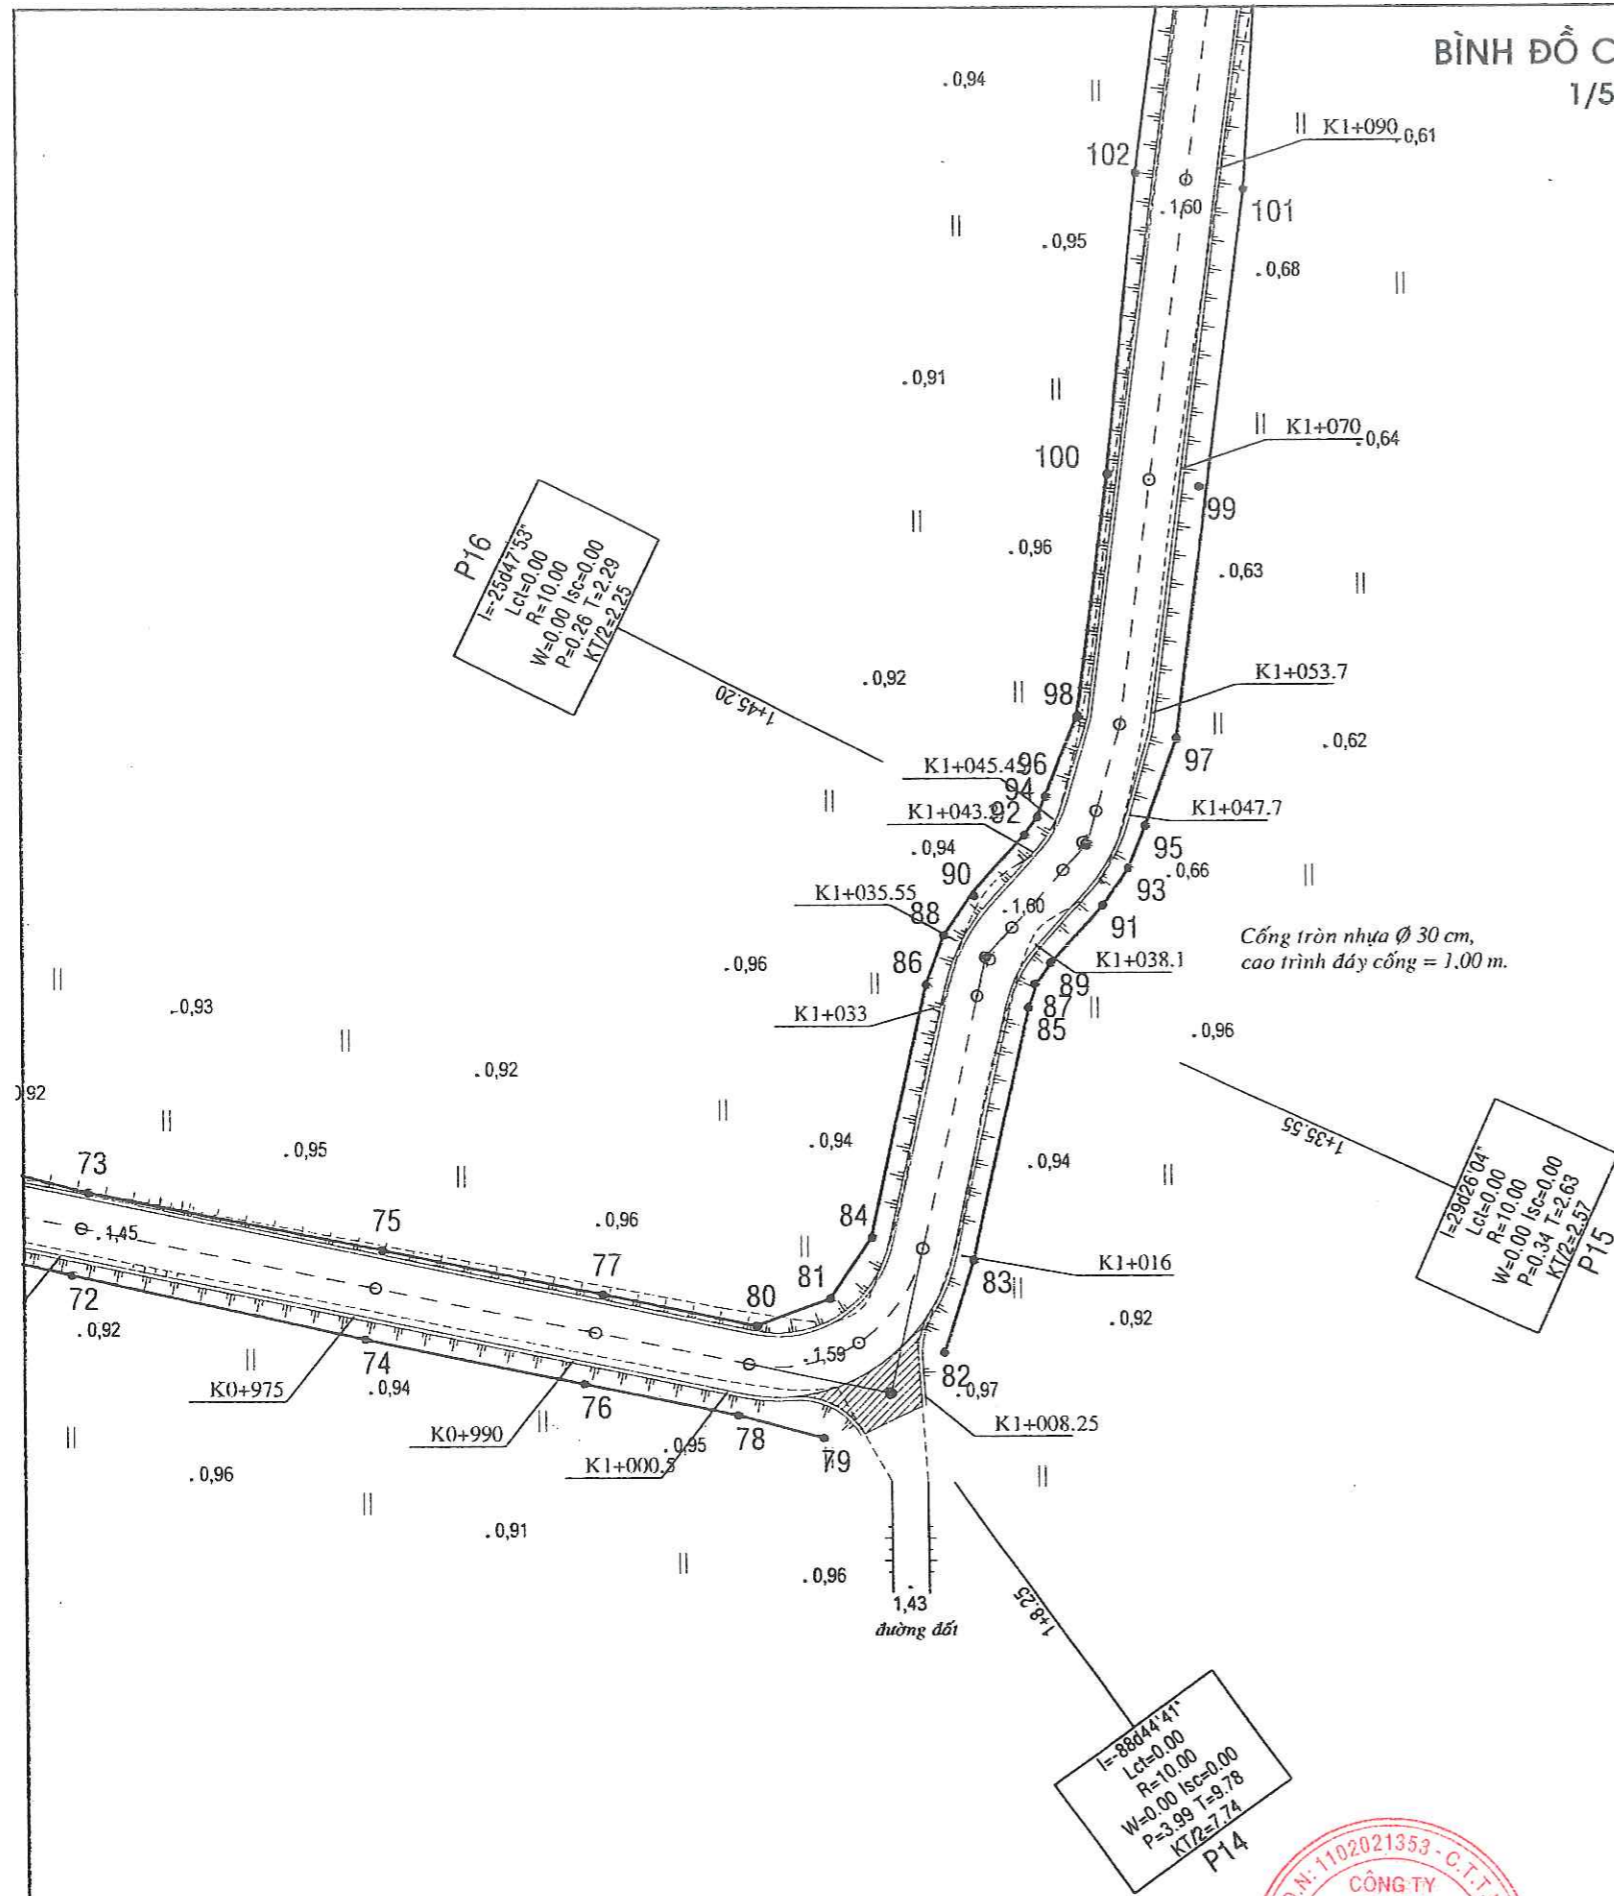 BÌNH ĐỒ
1/5
.0,94
K1+090
0,61
102
.1,60
101
.0,95
.0,68
.0,91
K1+070
0,64
100
99
P16
I=-25d47'53"
Lct=0.00
R=10.00
W=0.00 Isc=0.00
P=0.26 T=2.29
KT/2=2.25
.0,96
.0,63
1+45.20
.0,92
98
K1+053.7
.0,62
97
K1+045.45
96
94
K1+043.2
92
K1+047.7
.0,94
95
.0,66
93
90
K1+035.55
88
.1,60
91
Cống tròn nhựa Ø 30 cm,
cao trình đáy cống = 1,00 m.
86
.0,96
K1+038.1
89
K1+033
87
85
.0,93
.0,96
.0,92
0,92
1+35.55
I=29d26'04"
Lct=0.00
R=10.00
W=0.00 Isc=0.00
P=0.34 T=2.63
KT/2=2.57
P15
.0,95
.0,94
.0,94
73
.1,45
75
.0,96
84
K1+016
83
77
81
80
72
.0,92
.0,92
.1,59
82
.0,97
74
K0+975
.0,94
76
K0+990
78
.0,95
79
K1+008.25
K1+000.5
.0,96
.0,91
.0,96
1,43
đường đất
1+8.25
I=-88d44'41"
Lct=0.00
R=10.00
W=0.00 Isc=0.00
P=3.99 T=9.78
KT/2=7.74
P14
.N: 1102021353 - C.T.T
CÔNG TY